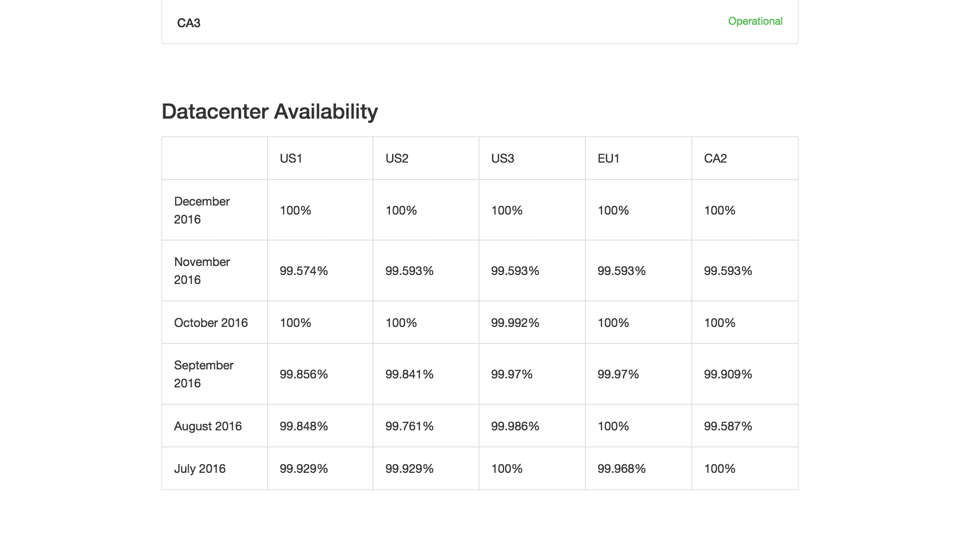 CA3 Operational
Datacenter Availability
US1 US2 US3 EU1 CA2
December
2016 100% 100% 100% 100% 100%
November
2016 99.574% 99.593% 99.593% 99.593% 99.593%
October 2016 100% 100% 99.992% 100% 100%
September
2016 99.856% 99.841% 99.97% 99.97% 99.909%
August 2016 99.848% 99.761% 99.986% 100% 99.587%
July 2016 99.929% 99.929% 100% 99.968% 100%